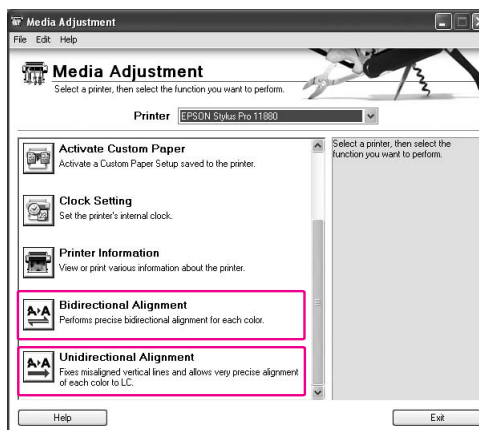 Media Adjustment
File Edit Help
Media Adjustment
Select a printer, then select the function you want to perform.
Printer EPSON Stylus Pro 11880
Activate Custom Paper
Activate a Custom Paper Setup saved to the printer.
Clock Setting
Set the printer's internal clock.
Printer Information
View or print various information about the printer.
A›A
Bidirectional Alignment
Performs precise bidirectional alignment for each color.
A›A
Unidirectional Alignment
Fixes misaligned vertical lines and allows very precise alignment
of each color to LC.
Select a printer, then select the
function you want to perform.
Help
Exit